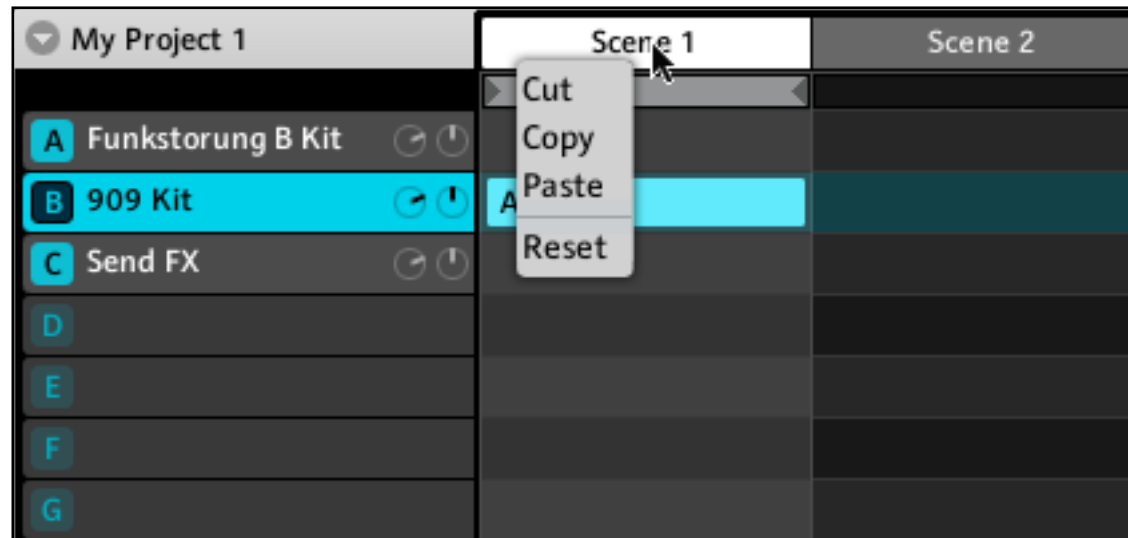 My Project 1
Scene 1
Scene 2
Cut
Copy
Paste
Reset
A Funkstorung B Kit
B 909 Kit
A
C Send FX
D
E
F
G